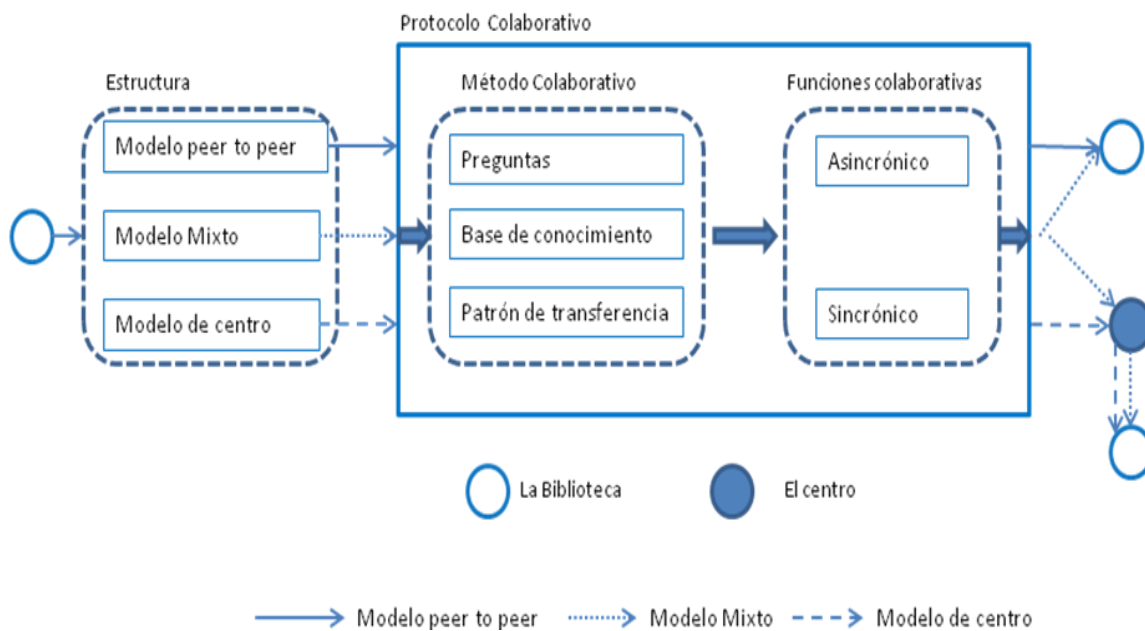 Protocolo Colaborativo
Estructura
Método Colaborativo
Funciones colaborativas
Modelo peer to peer
Modelo Mixto
Modelo de centro
Preguntas
Base de conocimiento
Patrón de transferencia
Asincrónico
Sincrónico
La Biblioteca
El centro
Modelo peer to peer
Modelo Mixto
Modelo de centro